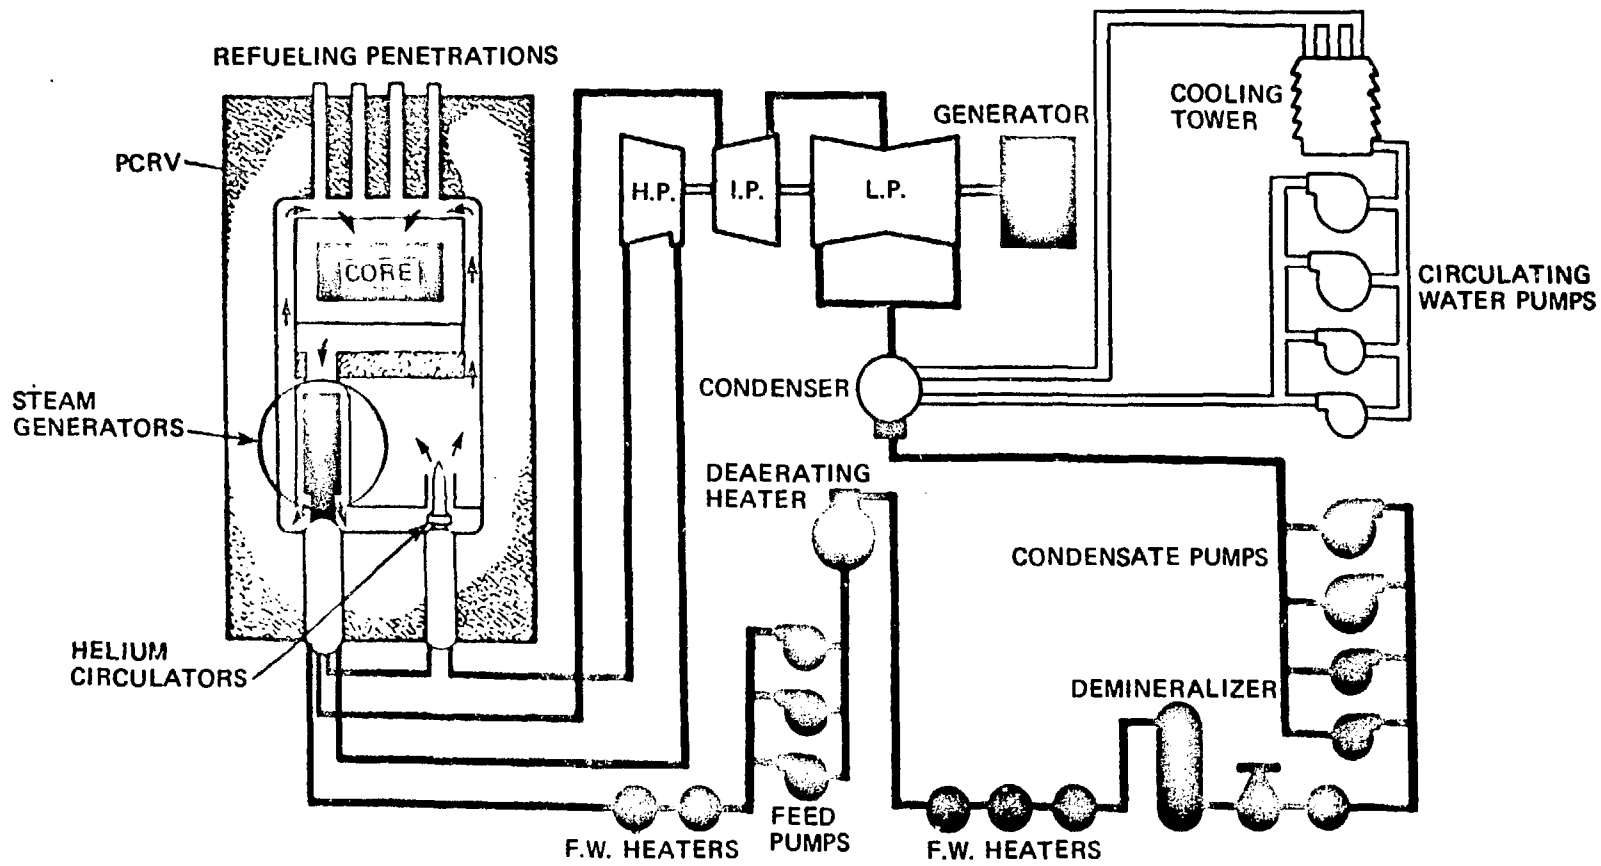 REFUELING PENETRATIONS
PCRV
CORE
STEAM
GENERATORS
HELIUM
CIRCULATORS
H.P.
I.P.
L.P.
GENERATOR
COOLING
TOWER
CIRCULATING
WATER PUMPS
CONDENSER
DEAERATING
HEATER
CONDENSATE PUMPS
DEMINERALIZER
FEED
PUMPS
F.W. HEATERS
F.W. HEATERS